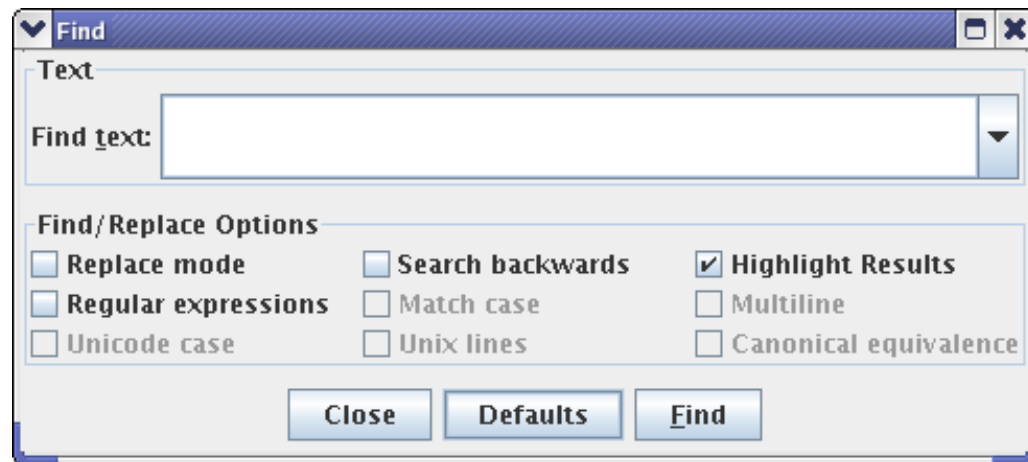 Find
Text
Find text:
Find/Replace Options
Replace mode Search backwards Highlight Results
Regular expressions Match case Multiline
Unicode case Unix lines Canonical equivalence
Close Defaults Find